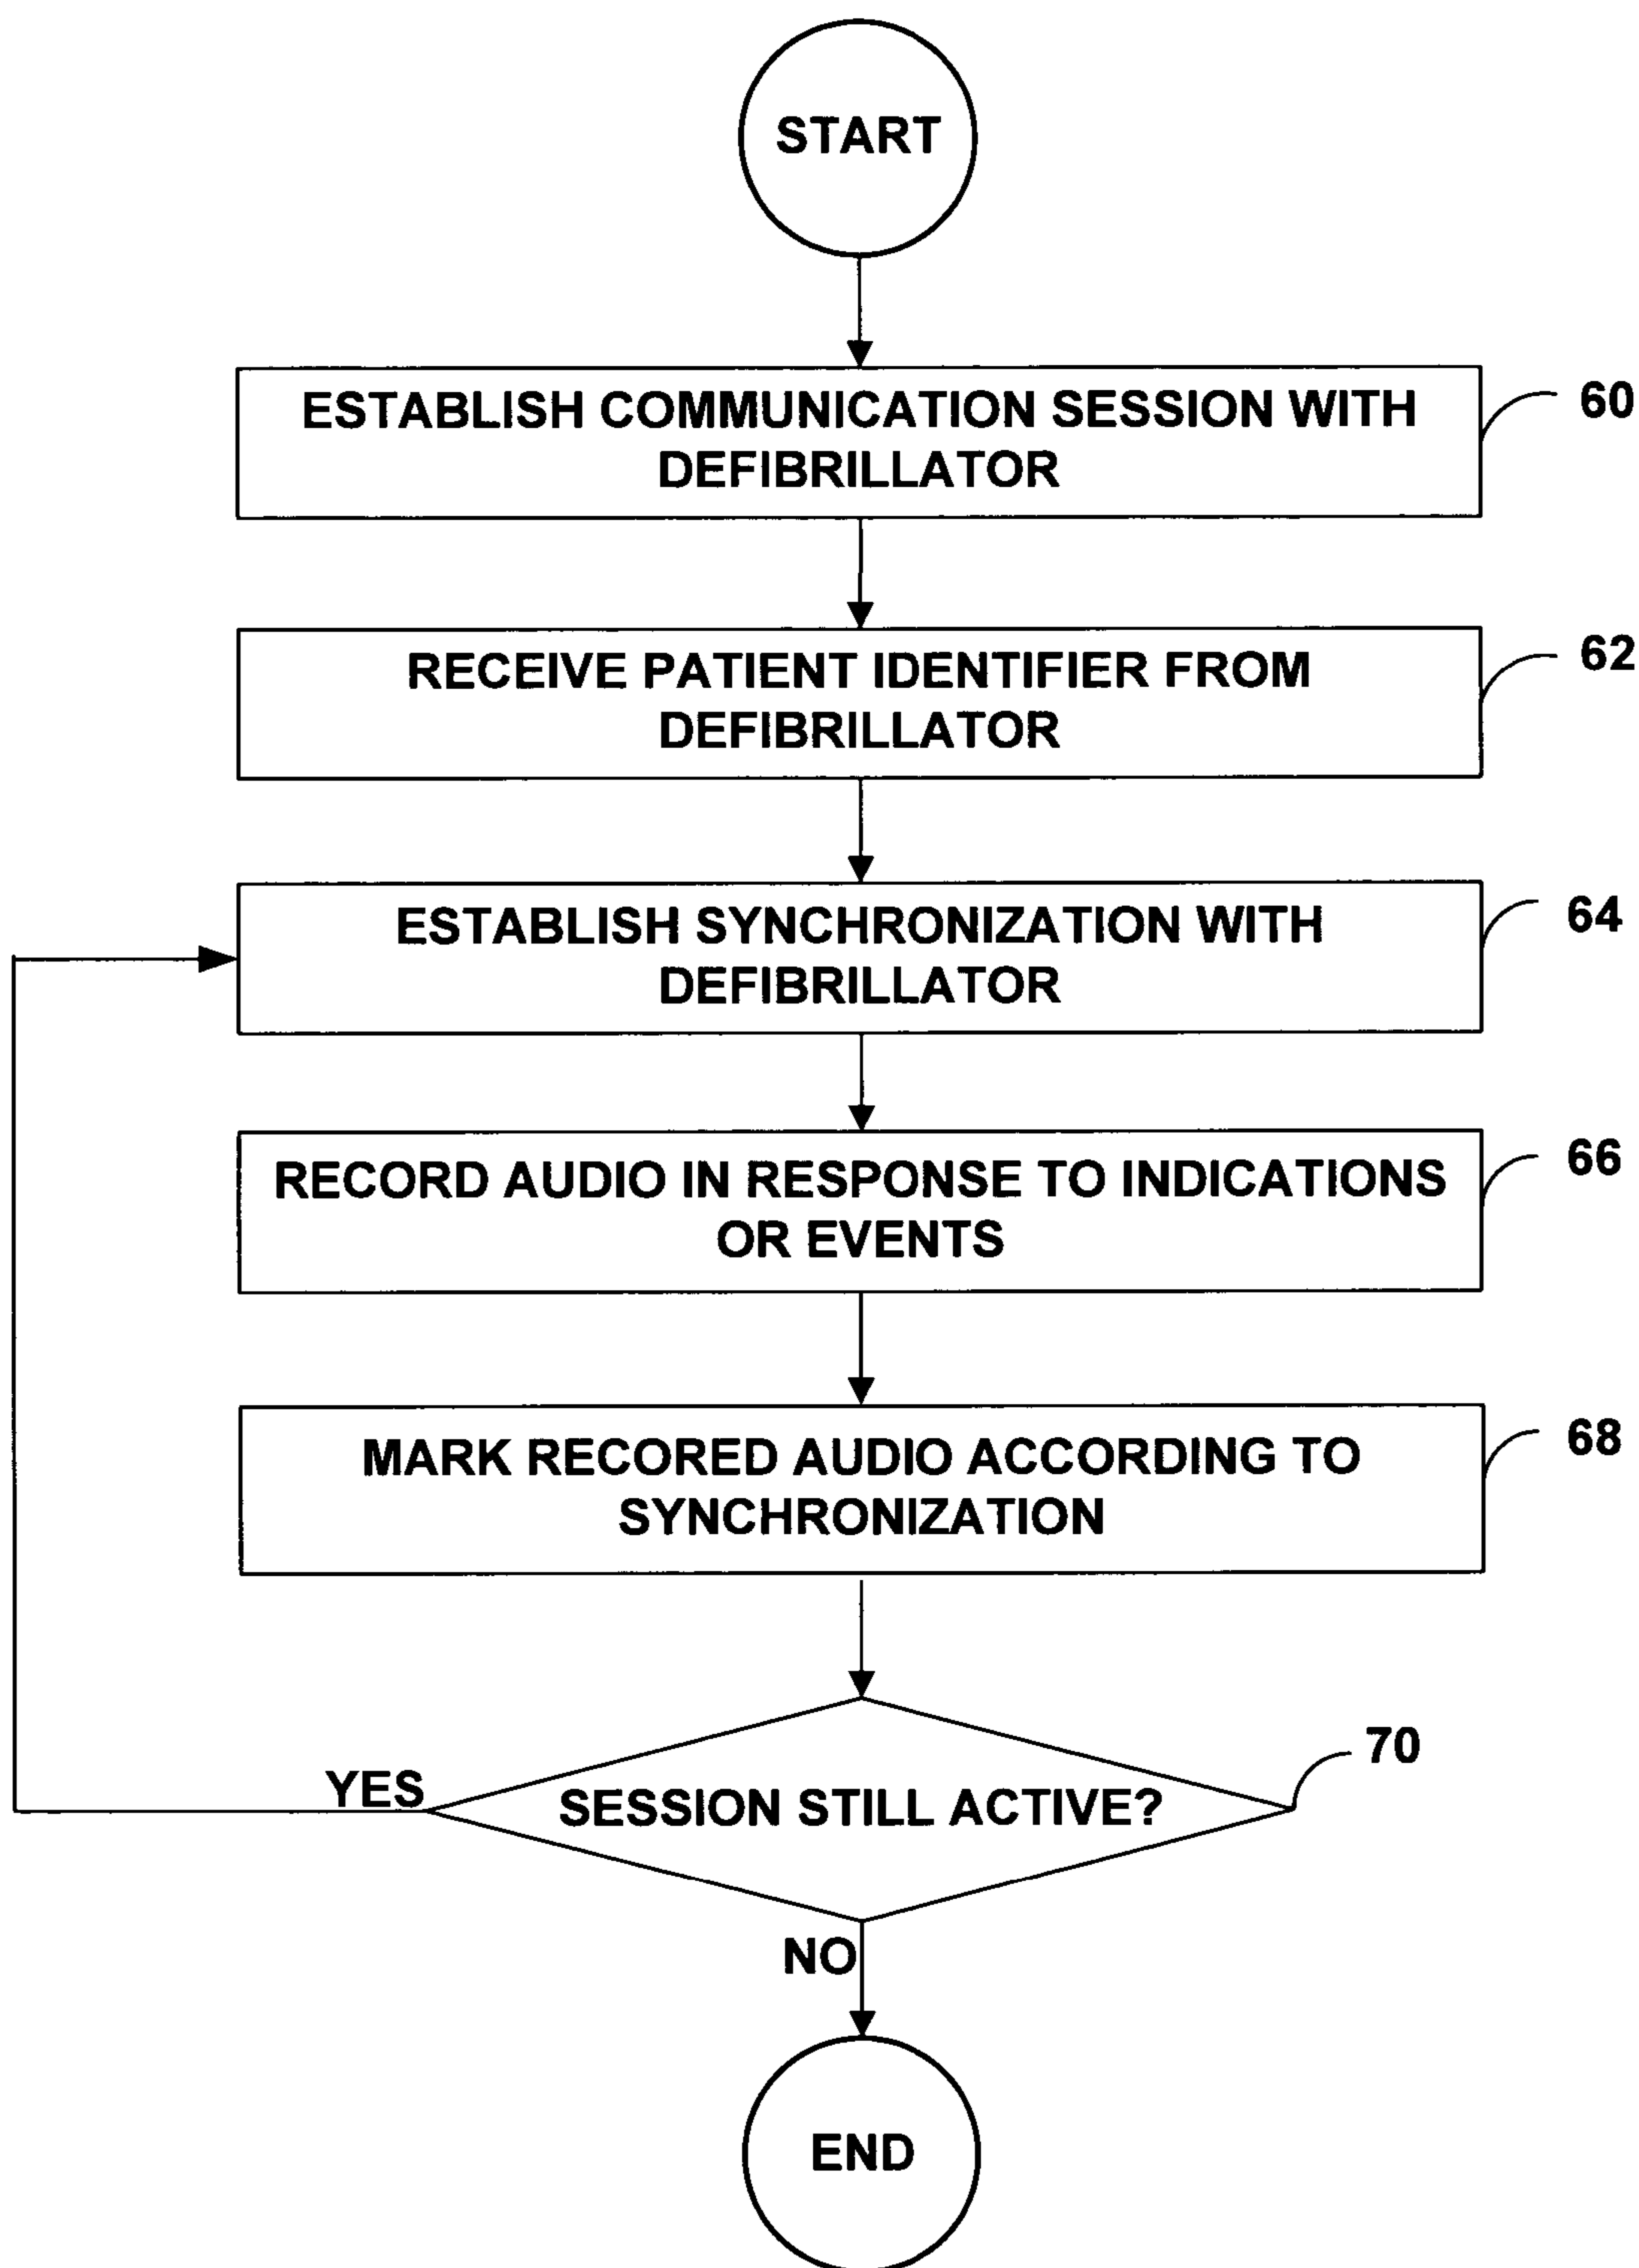 START
ESTABLISH COMMUNICATION SESSION WITH
DEFIBRILLATOR
60
RECEIVE PATIENT IDENTIFIER FROM
DEFIBRILLATOR
62
ESTABLISH SYNCHRONIZATION WITH
DEFIBRILLATOR
64
RECORD AUDIO IN RESPONSE TO INDICATIONS
OR EVENTS
66
MARK RECORED AUDIO ACCORDING TO
SYNCHRONIZATION
68
SESSION STILL ACTIVE?
70
YES
NO
END